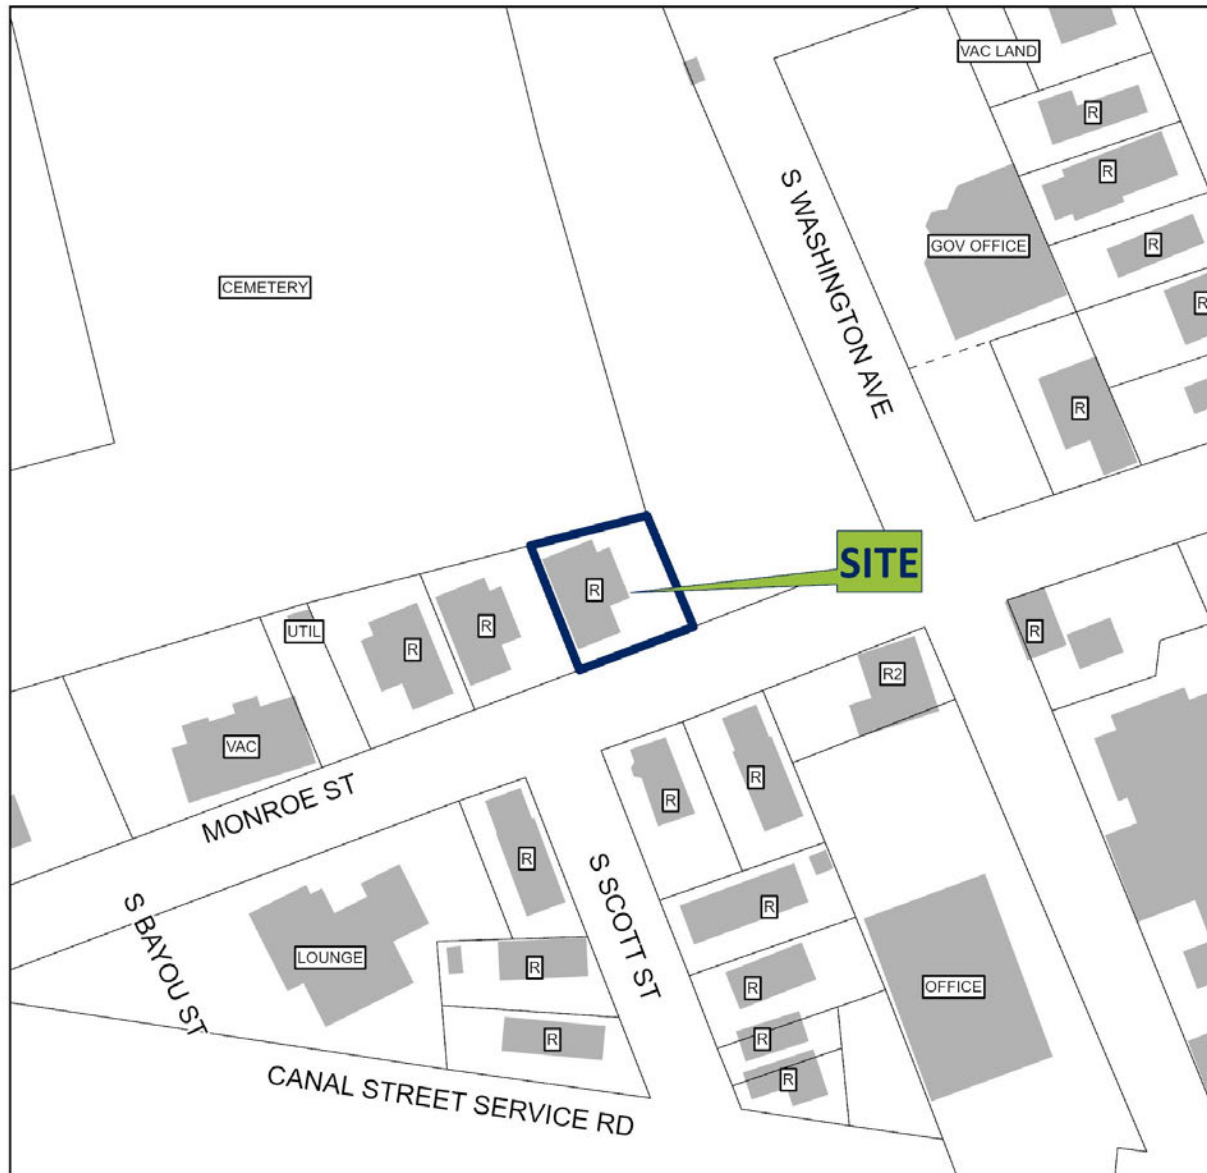 VAC LAND
R
R
S WASHINGTON AVE
GOV OFFICE
R
CEMETERY
R
R
SITE
R
R
UTIL
R
R
R
R2
VAC
MONROE ST
R
R
R
S SCOTT ST
R
S BAYOU ST
LOUNGE
R
R
OFFICE
R
R
R
CANAL STREET SERVICE RD